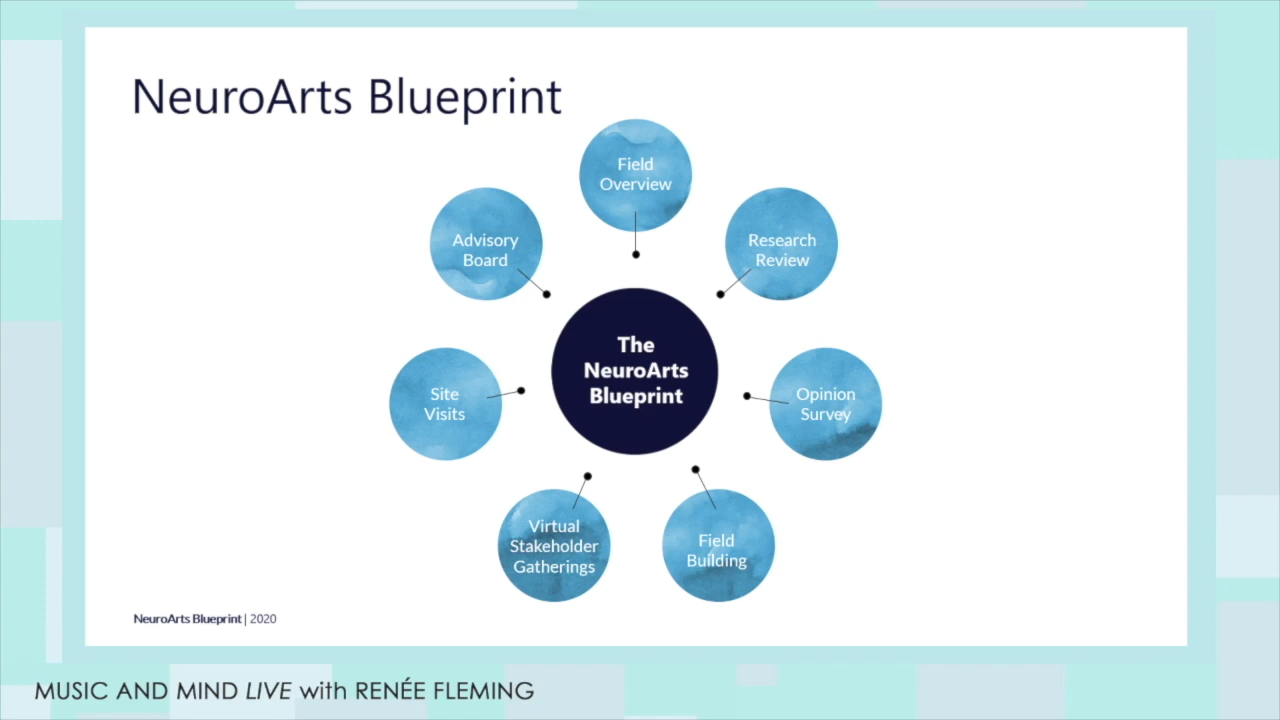 NeuroArts Blueprint
Field
Overview
Advisory
Board
Research
Review
The
NeuroArts
Blueprint
Site
Visits
Opinion
Survey
Virtual
Stakeholder
Gatherings
Field
Building
NeuroArts Blueprint | 2020
MUSIC AND MIND LIVE with RENÉE FLEMING